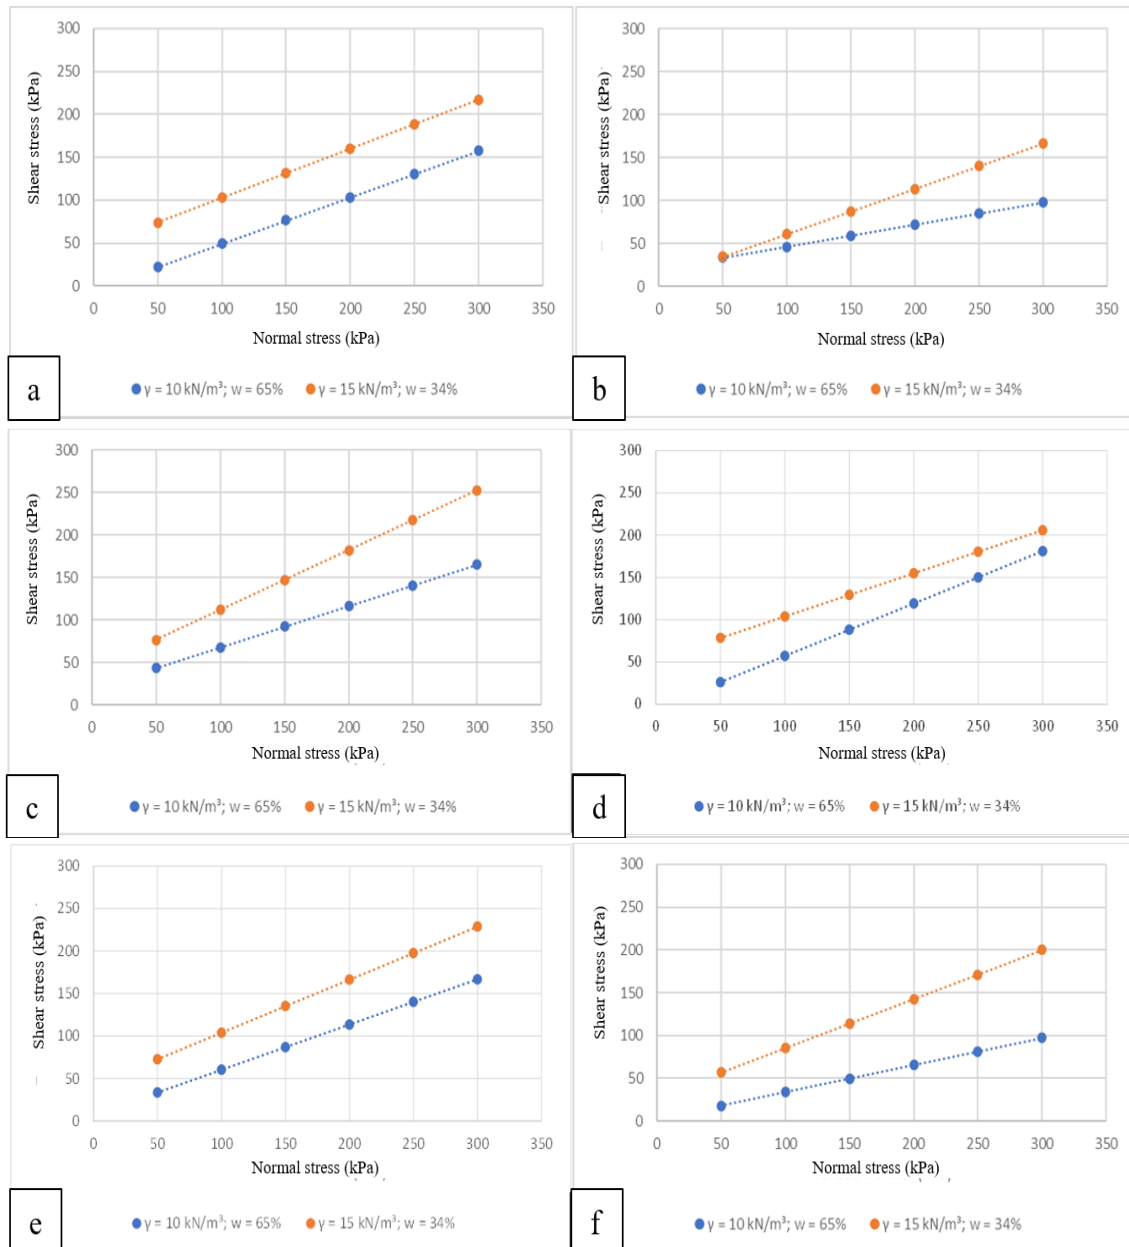 300
250
200
150
100
50
0
Shear stress (kPa)
0 50 100 150 200 250 300 350
Normal stress (kPa)
a
γ = 10 kN/m³; w = 65% γ = 15 kN/m³; w = 34%
300
250
200
150
100
50
0
Shear stress (kPa)
0 50 100 150 200 250 300 350
Normal stress (kPa)
b
γ = 10 kN/m³; w = 65% γ = 15 kN/m³; w = 34%
300
250
200
150
100
50
0
Shear stress (kPa)
0 50 100 150 200 250 300 350
Normal stress (kPa)
c
γ = 10 kN/m³; w = 65% γ = 15 kN/m³; w = 34%
300
250
200
150
100
50
0
Shear stress (kPa)
0 50 100 150 200 250 300 350
Normal stress (kPa)
d
γ = 10 kN/m³; w = 65% γ = 15 kN/m³; w = 34%
300
250
200
150
100
50
0
Shear stress (kPa)
0 50 100 150 200 250 300 350
Normal stress (kPa)
e
γ = 10 kN/m³; w = 65% γ = 15 kN/m³; w = 34%
300
250
200
150
100
50
0
Shear stress (kPa)
0 50 100 150 200 250 300 350
Normal stress (kPa)
f
γ = 10 kN/m³; w = 65% γ = 15 kN/m³; w = 34%